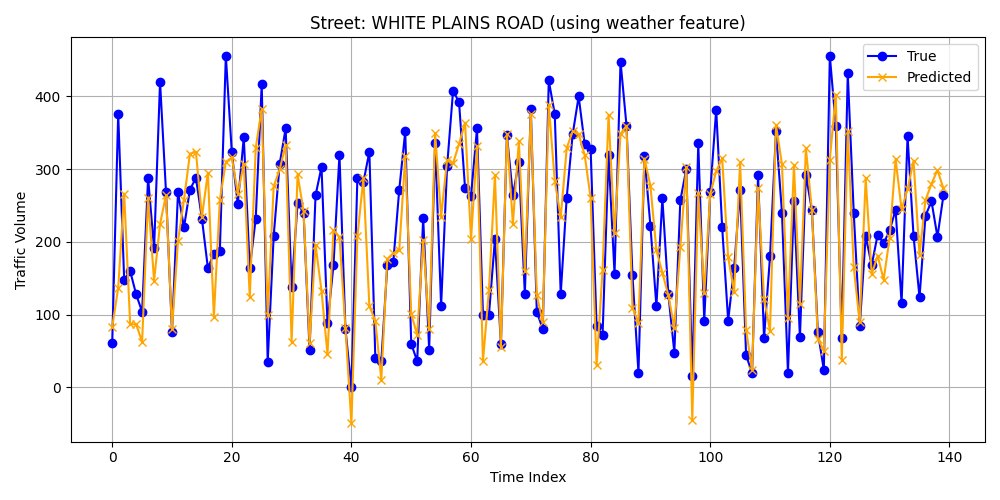 Street: WHITE PLAINS ROAD (using weather feature)
True
Predicted
Traffic Volume
400
300
200
100
0
0
20
40
60
80
100
120
140
Time Index